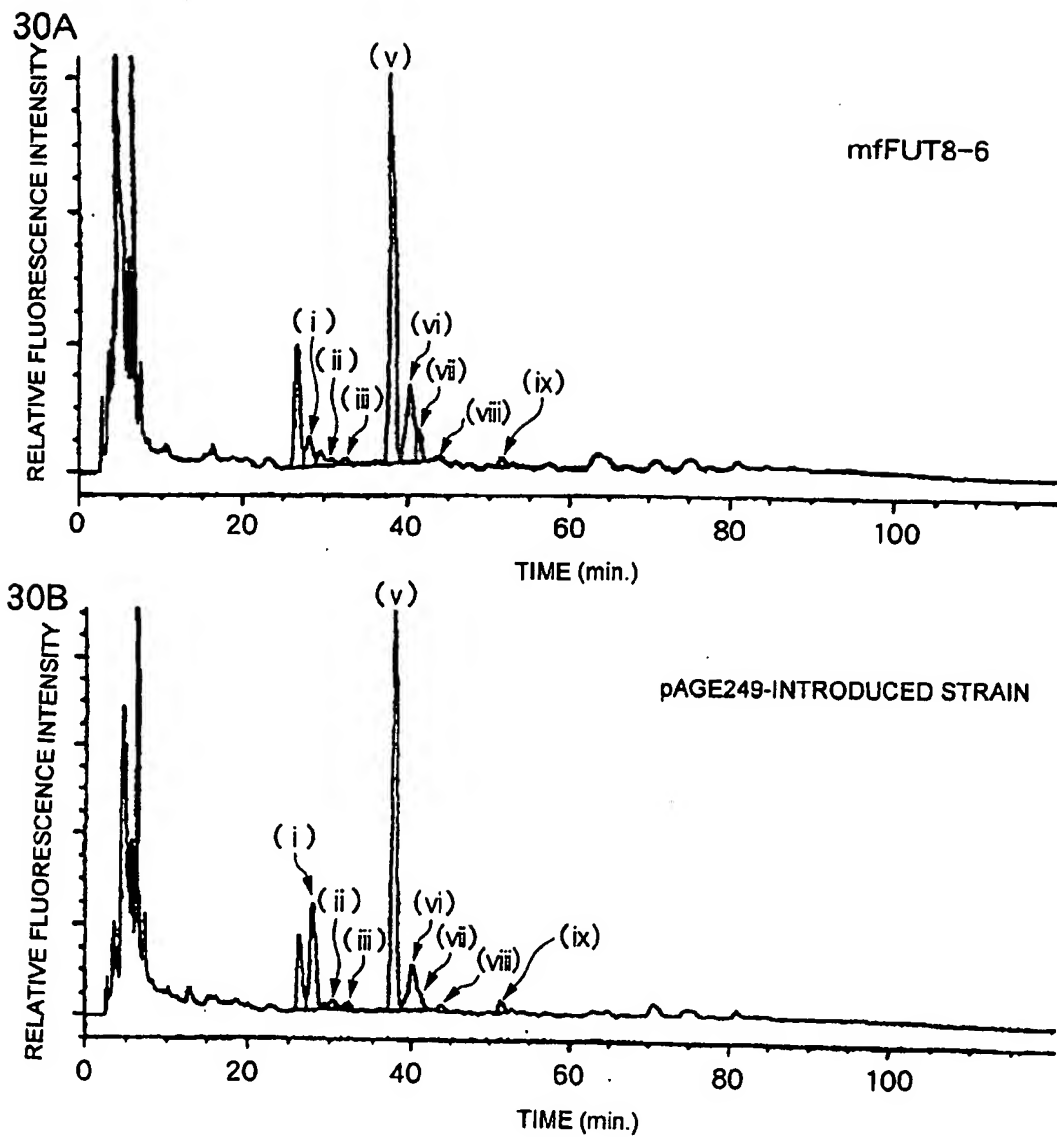 30A
RELATIVE FLUORESCENCE INTENSITY
mfFUT8-6
(v)
(i)
(ii)
(iii)
(vi)
(vii)
(viii)
(ix)
0 20 40 60 80 100
TIME (min.)
30B
RELATIVE FLUORESCENCE INTENSITY
pAGE249-INTRODUCED STRAIN
(v)
(i)
(ii)
(iii)
(vi)
(vii)
(viii)
(ix)
0 20 40 60 80 100
TIME (min.)